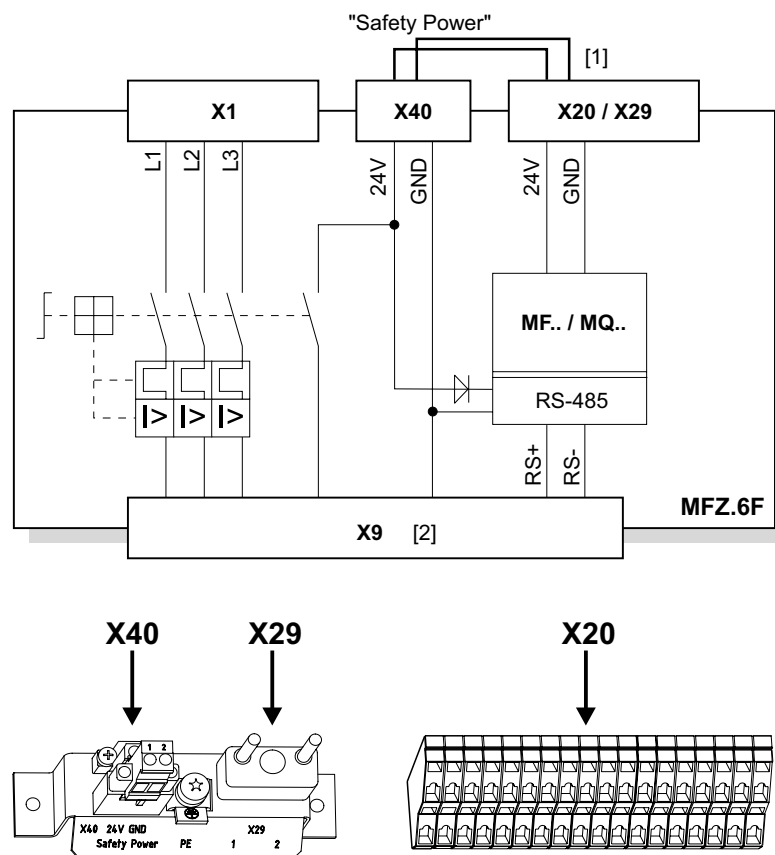 "Safety Power"
[1]
X1
X40
X20 / X29
L1
L2
L3
24V
GND
24V
GND
MF.. / MQ..
RS-485
I>
I>
I>
RS+
RS-
MFZ.6F
X9 [2]
X40
X29
X20
1 2
X40 24V GND
X29
Safety Power PE 1 2